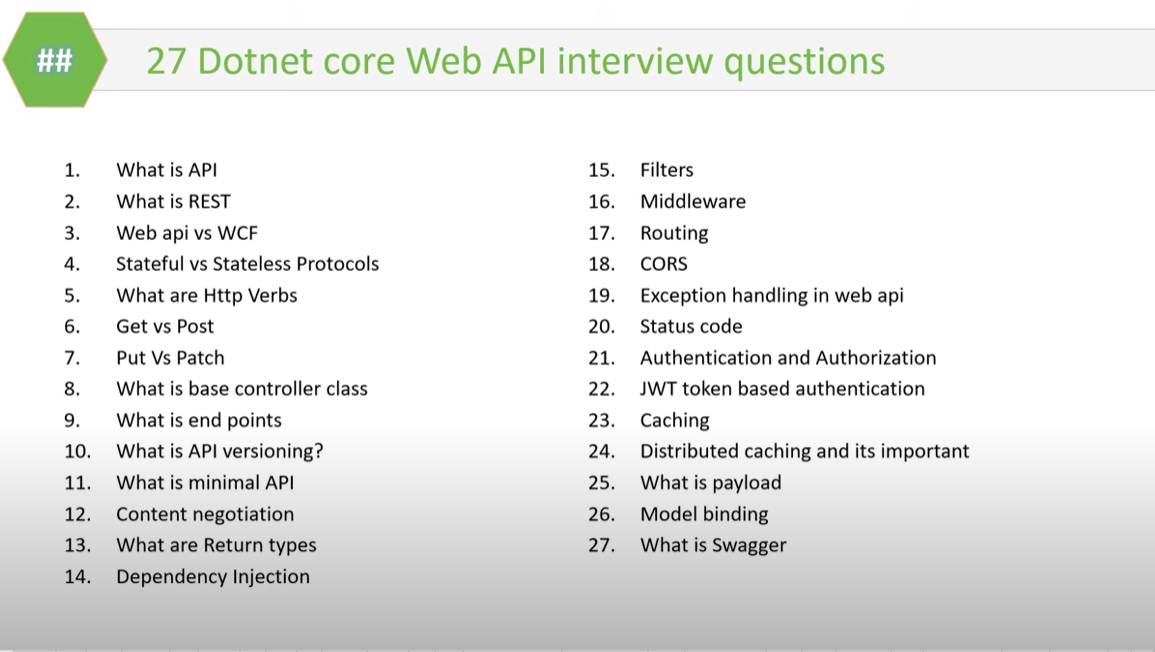 ##
27 Dotnet core Web API interview questions
1. What is API
2. What is REST
3. Web api vs WCF
4. Stateful vs Stateless Protocols
5. What are Http Verbs
6. Get vs Post
7. Put Vs Patch
8. What is base controller class
9. What is end points
10. What is API versioning?
11. What is minimal API
12. Content negotiation
13. What are Return types
14. Dependency Injection
15. Filters
16. Middleware
17. Routing
18. CORS
19. Exception handling in web api
20. Status code
21. Authentication and Authorization
22. JWT token based authentication
23. Caching
24. Distributed caching and its important
25. What is payload
26. Model binding
27. What is Swagger